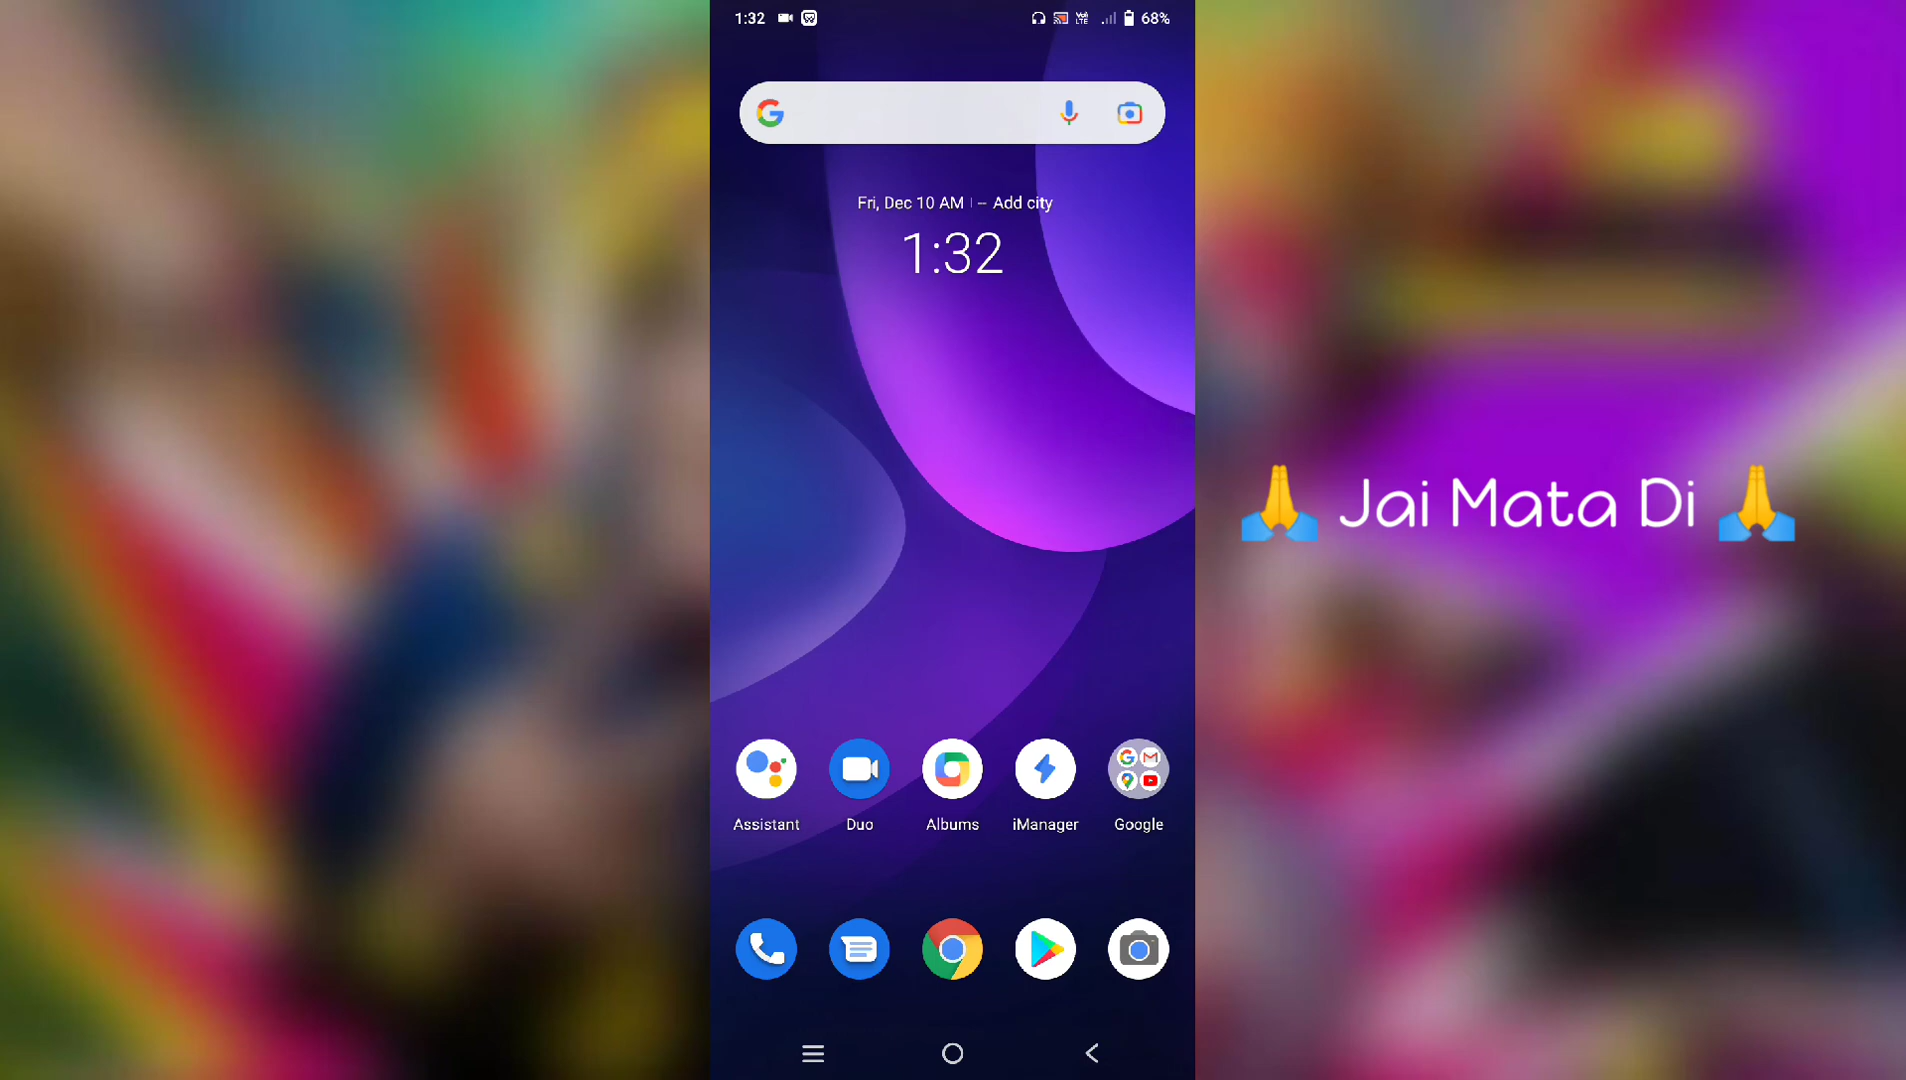 1:32 68%
Fri, Dec 10 AM | -- Add city
1:32
🙏 Jai Mata Di 🙏
Assistant Duo Albums iManager Google